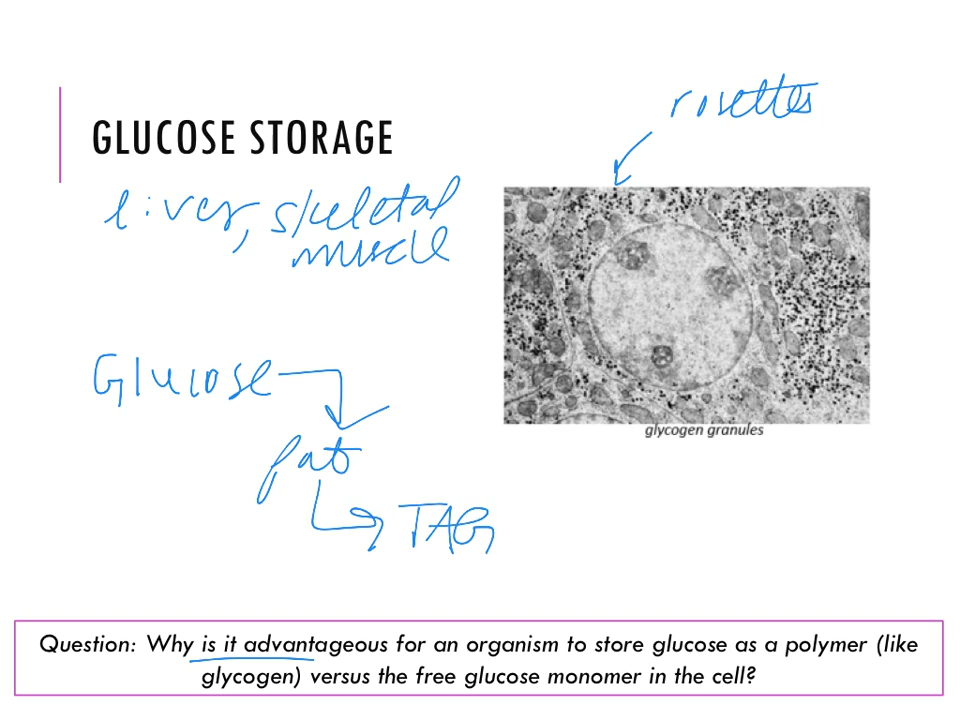 rosettes
GLUCOSE STORAGE
liver, skeletal
muscle
Glucose
fat
TAG
glycogen granules
Question: Why is it advantageous for an organism to store glucose as a polymer (like
glycogen) versus the free glucose monomer in the cell?